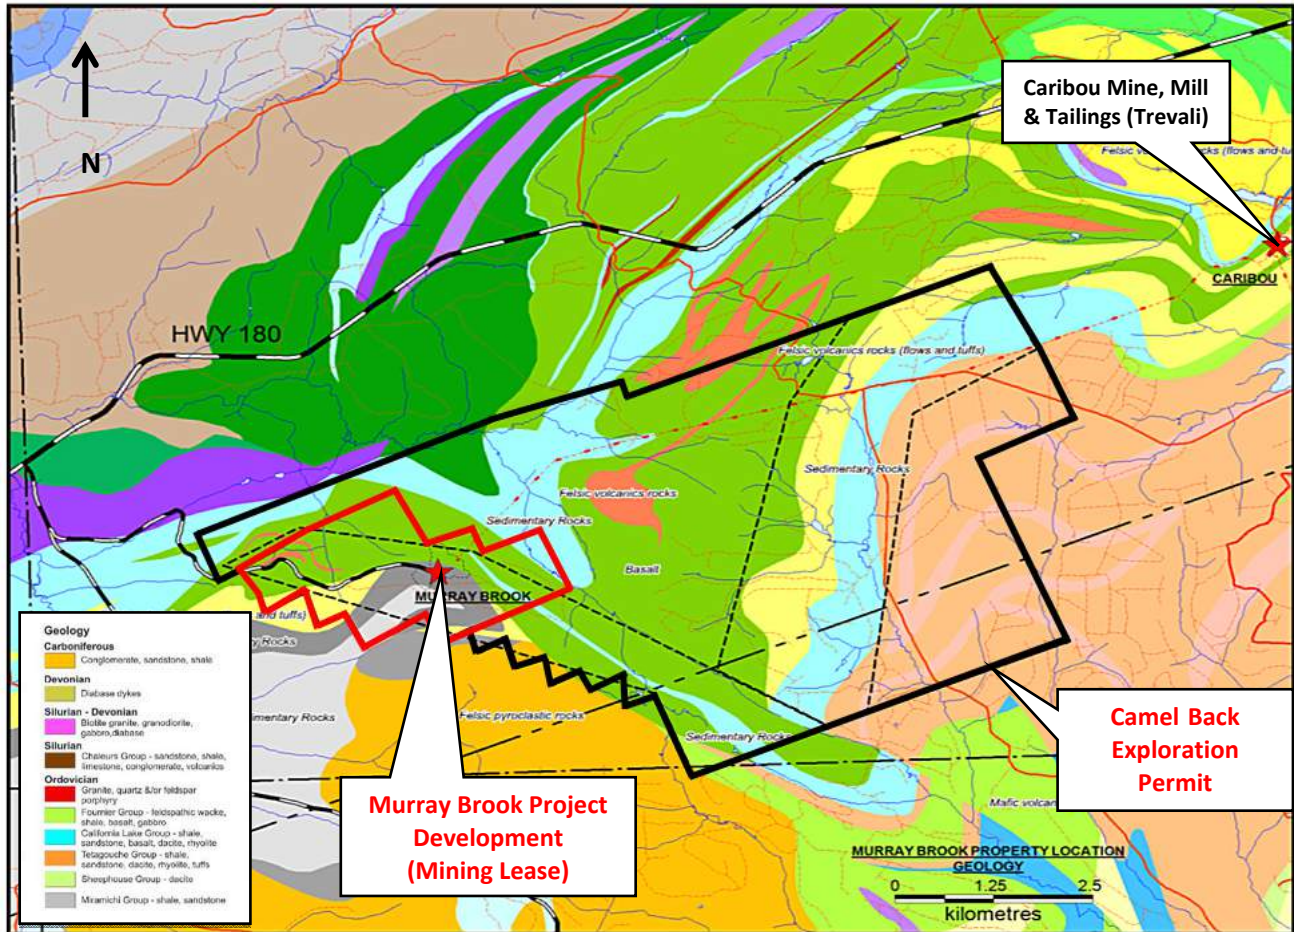 N
HWY 180
Caribou Mine, Mill
& Tailings (Trevali)
CARIBOU
Felsic volcanics rocks (flows and tuffs)
Sedimentary Rocks
Felsic volcanics rocks
Sedimentary Rocks
Basalt
MURRAY BROOK
and tuffs)
Rocks
Felsic pyroclastic rocks
Sedimentary Rocks
Camel Back
Exploration
Permit
Murray Brook Project
Development
(Mining Lease)
MURRAY BROOK PROPERTY LOCATION
GEOLOGY
0 1.25 2.5
kilometres
Geology
Carboniferous
Conglomerate, sandstone, shale
Devonian
Diabase dykes
Silurian - Devonian
Biotite granite, granodiorite,
gabbro,diabase
Silurian
Chaleurs Group - sandstone, shale,
limestone, conglomerate, volcanics
Ordovician
Granite, quartz &/or feldspar
porphyry
Fournier Group - feldspathic wacke,
shale, basalt, gabbro
California Lake Group - shale,
sandstone, basalt, dacite, rhyolite
Tetagouche Group - shale,
sandstone, dacite, rhyolite, tuffs
Sheephouse Group - dacite
Miramichi Group - shale, sandstone